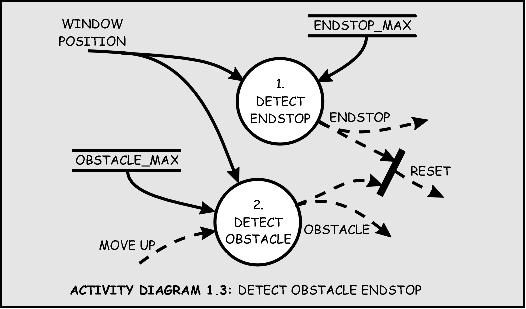 WINDOW
POSITION
ENDSTOP_MAX
1.
DETECT
ENDSTOP
ENDSTOP
OBSTACLE_MAX
RESET
2.
DETECT
OBSTACLE
OBSTACLE
MOVE UP
ACTIVITY DIAGRAM 1.3: DETECT OBSTACLE ENDSTOP